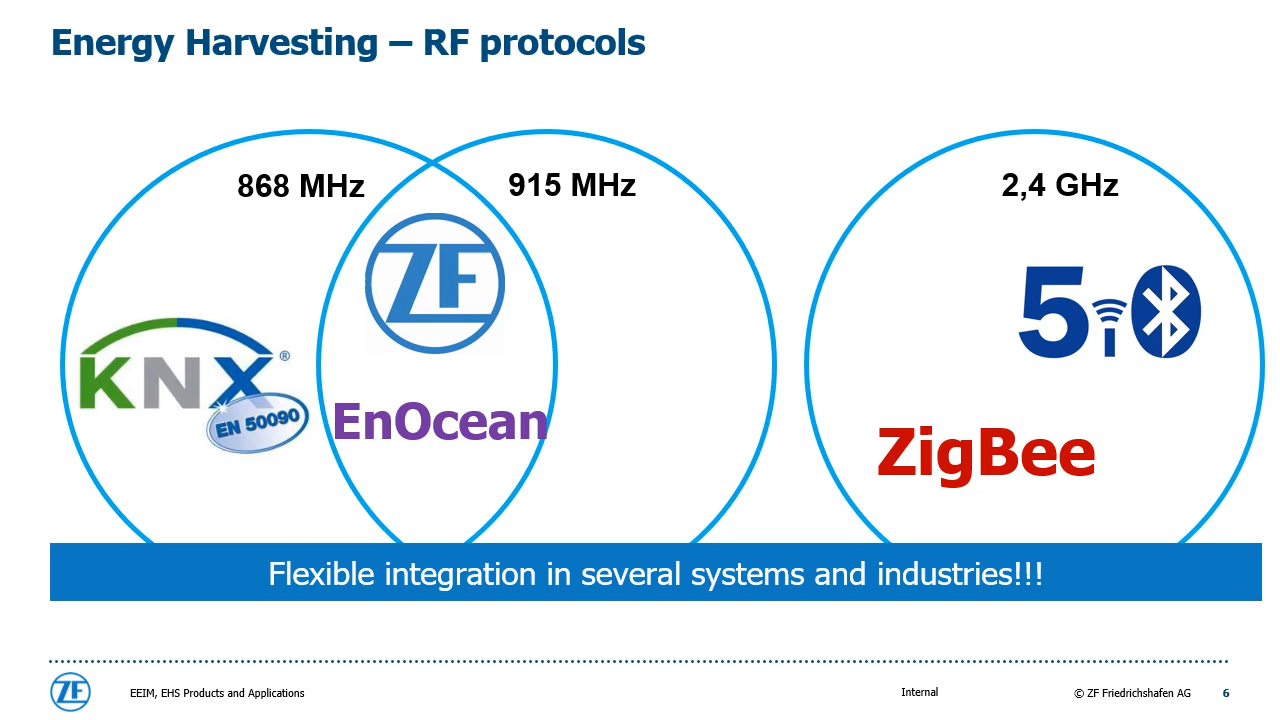 Energy Harvesting – RF protocols
868 MHz
915 MHz
2,4 GHz
ZF
5
KNX®
EN 50090
EnOcean
ZigBee
Flexible integration in several systems and industries!!!
ZF
EEIM, EHS Products and Applications
Internal
© ZF Friedrichshafen AG
6